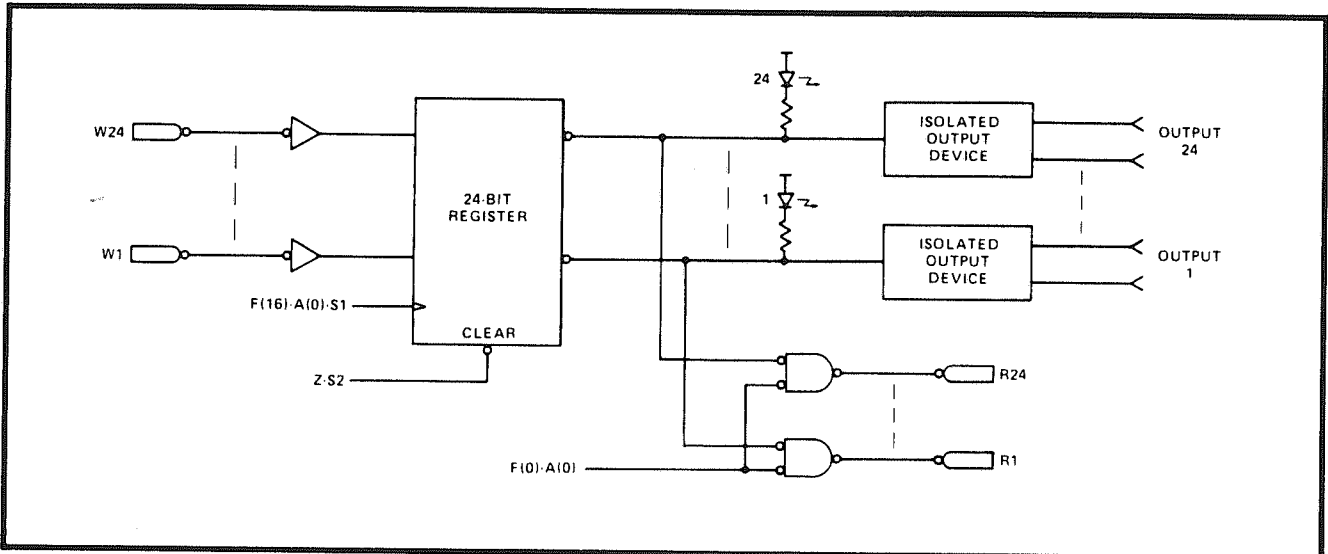 24
W24
ISOLATED
OUTPUT
DEVICE
OUTPUT
24
24-BIT
REGISTER
1
W1
ISOLATED
OUTPUT
DEVICE
OUTPUT
1
F(16)·A(0)·S1
CLEAR
Z·S2
R24
F(0)·A(0)
R1